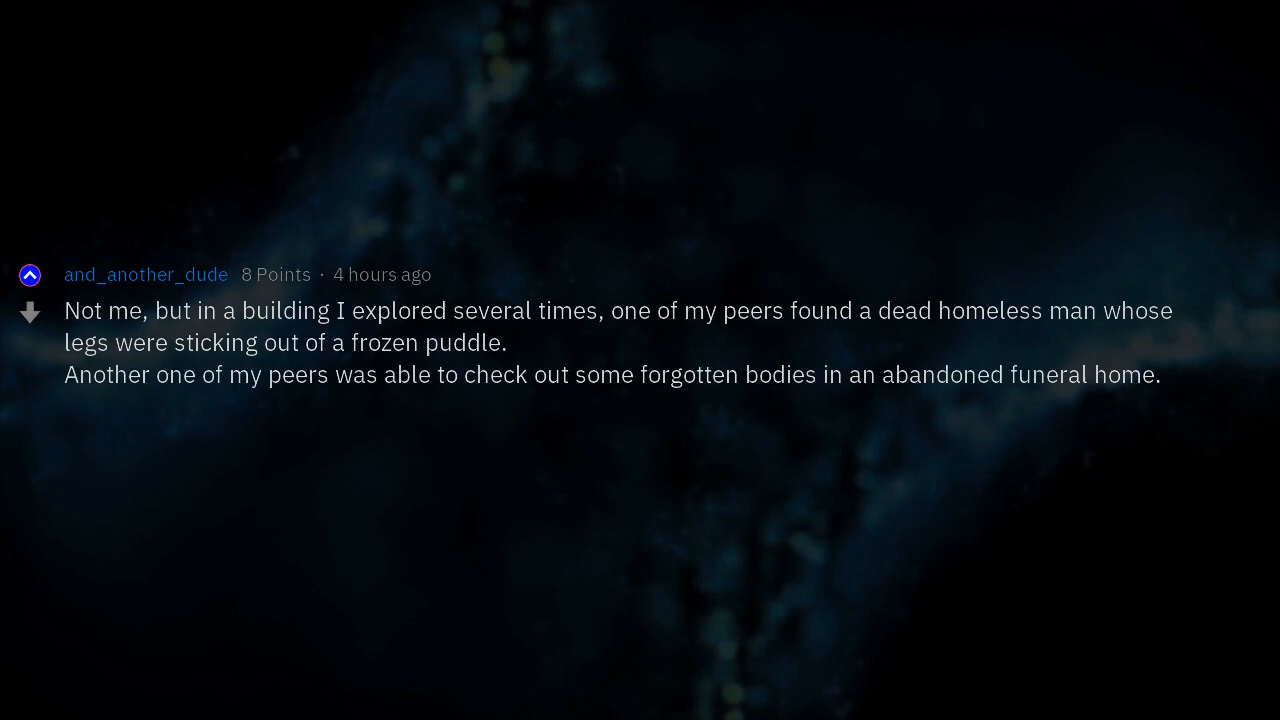 and_another_dude 8 Points · 4 hours ago
Not me, but in a building I explored several times, one of my peers found a dead homeless man whose
legs were sticking out of a frozen puddle.
Another one of my peers was able to check out some forgotten bodies in an abandoned funeral home.